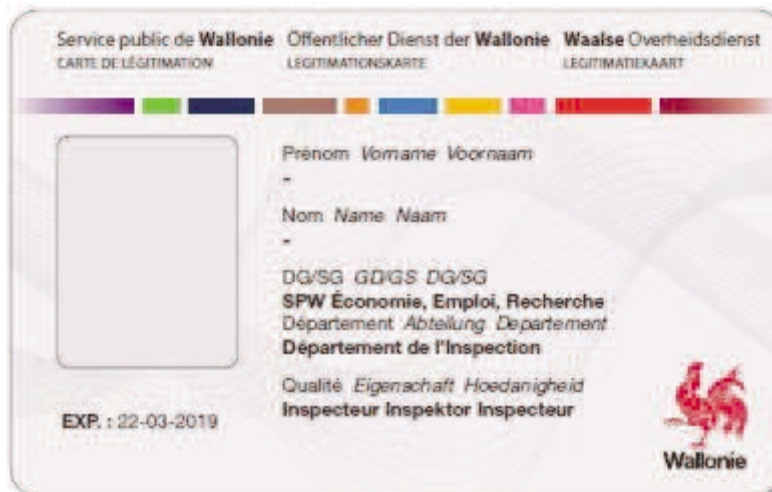 Service public de Wallonie Öffentlicher Dienst der Wallonie Waalse Overheidsdienst
CARTE DE LÉGITIMATION LEGITIMATIONSKARTE LEGITIMATIEKAART
Prénom Vorname Voornaam
-
Nom Name Naam
-
DG/SG GD/GS DG/SG
SPW Économie, Emploi, Recherche
Département Abteilung Departement
Département de l'Inspection
Qualité Eigenschaft Hoedanigheid
Inspecteur Inspektor Inspecteur
EXP. : 22-03-2019
Wallonie